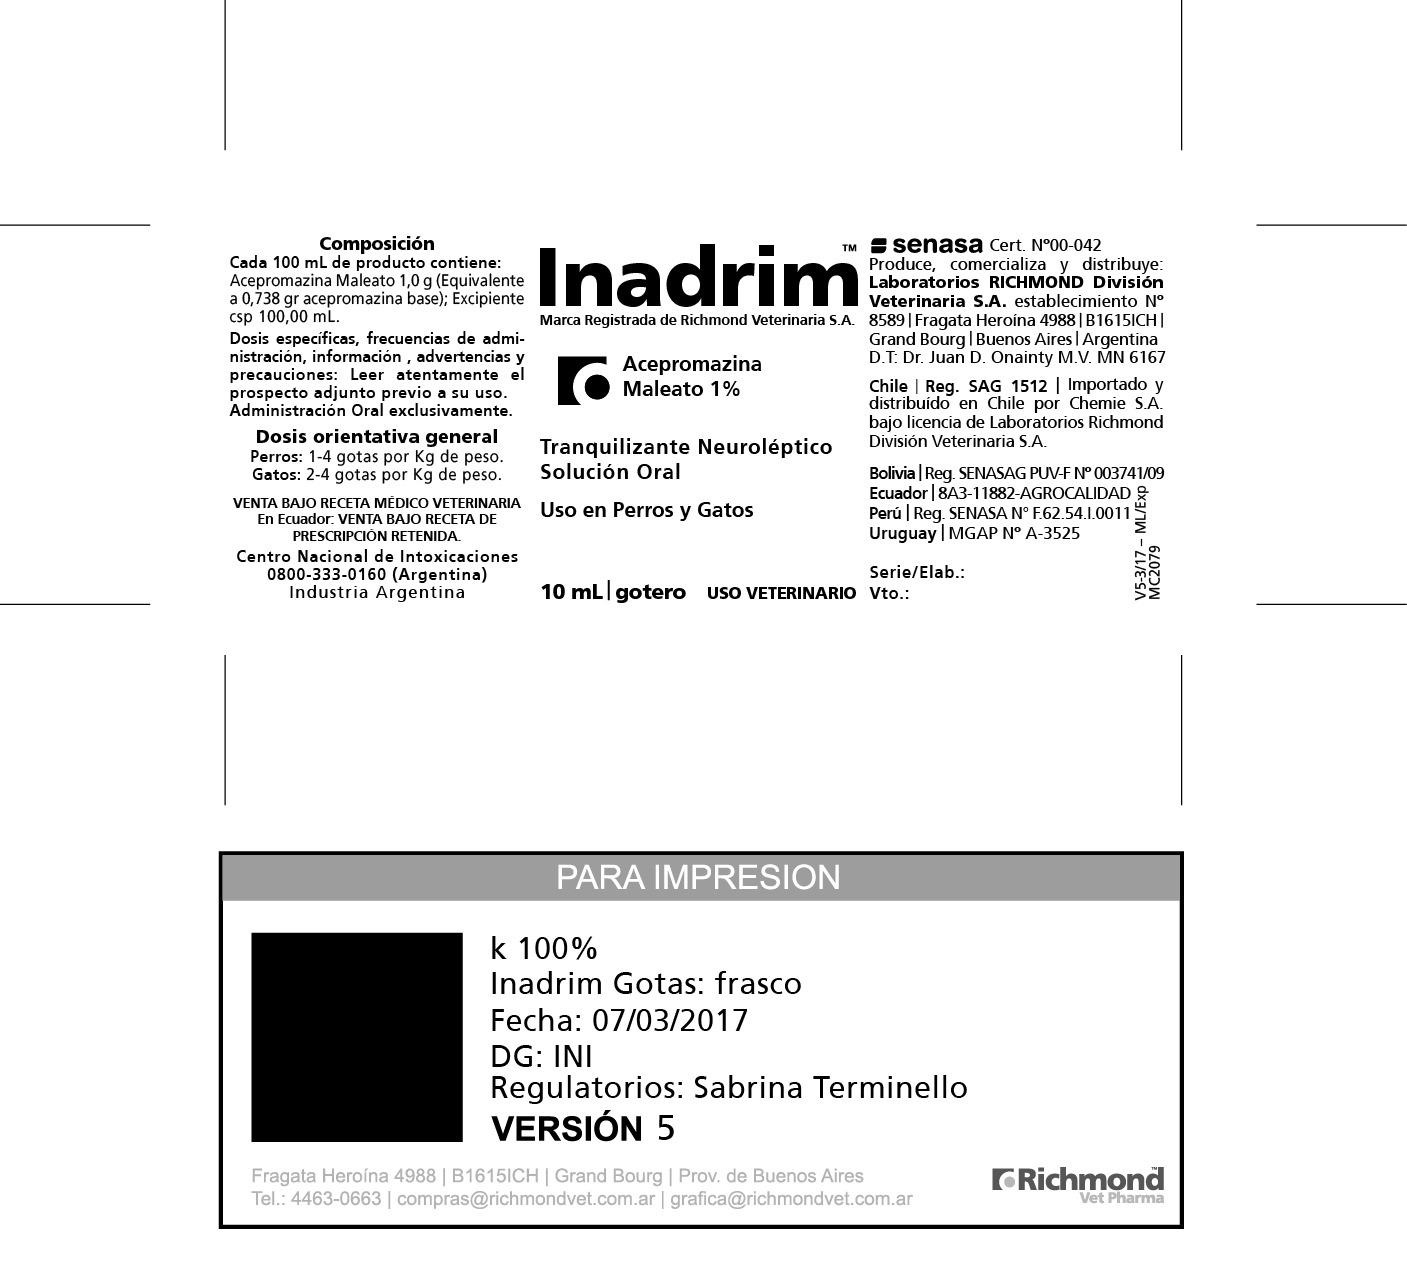 Composición
Cada 100 mL de producto contiene:
Acepromazina Maleato 1,0 g (Equivalente
a 0,738 gr acepromazina base); Excipiente
csp 100,00 mL.
Dosis específicas, frecuencias de admi-
nistración, información , advertencias y
precauciones: Leer atentamente el
prospecto adjunto previo a su uso.
Administración Oral exclusivamente.
Dosis orientativa general
Perros: 1-4 gotas por Kg de peso.
Gatos: 2-4 gotas por Kg de peso.
VENTA BAJO RECETA MÉDICO VETERINARIA
En Ecuador: VENTA BAJO RECETA DE
PRESCRIPCIÓN RETENIDA.
Centro Nacional de Intoxicaciones
0800-333-0160 (Argentina)
Industria Argentina
Inadrim™
Marca Registrada de Richmond Veterinaria S.A.
Acepromazina
Maleato 1%
Tranquilizante Neuroléptico
Solución Oral
Uso en Perros y Gatos
10 mL | gotero USO VETERINARIO
senasa Cert. Nº00-042
Produce, comercializa y distribuye:
Laboratorios RICHMOND División
Veterinaria S.A. establecimiento Nº
8589 | Fragata Heroína 4988 | B1615ICH |
Grand Bourg | Buenos Aires | Argentina
D.T: Dr. Juan D. Onainty M.V. MN 6167
Chile | Reg. SAG 1512 | Importado y
distribuído en Chile por Chemie S.A.
bajo licencia de Laboratorios Richmond
División Veterinaria S.A.
Bolivia | Reg. SENASAG PUV-F Nº 003741/09
Ecuador | 8A3-11882-AGROCALIDAD
Perú | Reg. SENASA N° F.62.54.I.0011
Uruguay | MGAP Nº A-3525
Serie/Elab.:
Vto.:
V5-3/17 – ML/Exp
MC2079
PARA IMPRESION
k 100%
Inadrim Gotas: frasco
Fecha: 07/03/2017
DG: INI
Regulatorios: Sabrina Terminello
VERSIÓN 5
Fragata Heroína 4988 | B1615ICH | Grand Bourg | Prov. de Buenos Aires
Tel.: 4463-0663 | compras@richmondvet.com.ar | grafica@richmondvet.com.ar
Richmond™
Vet Pharma